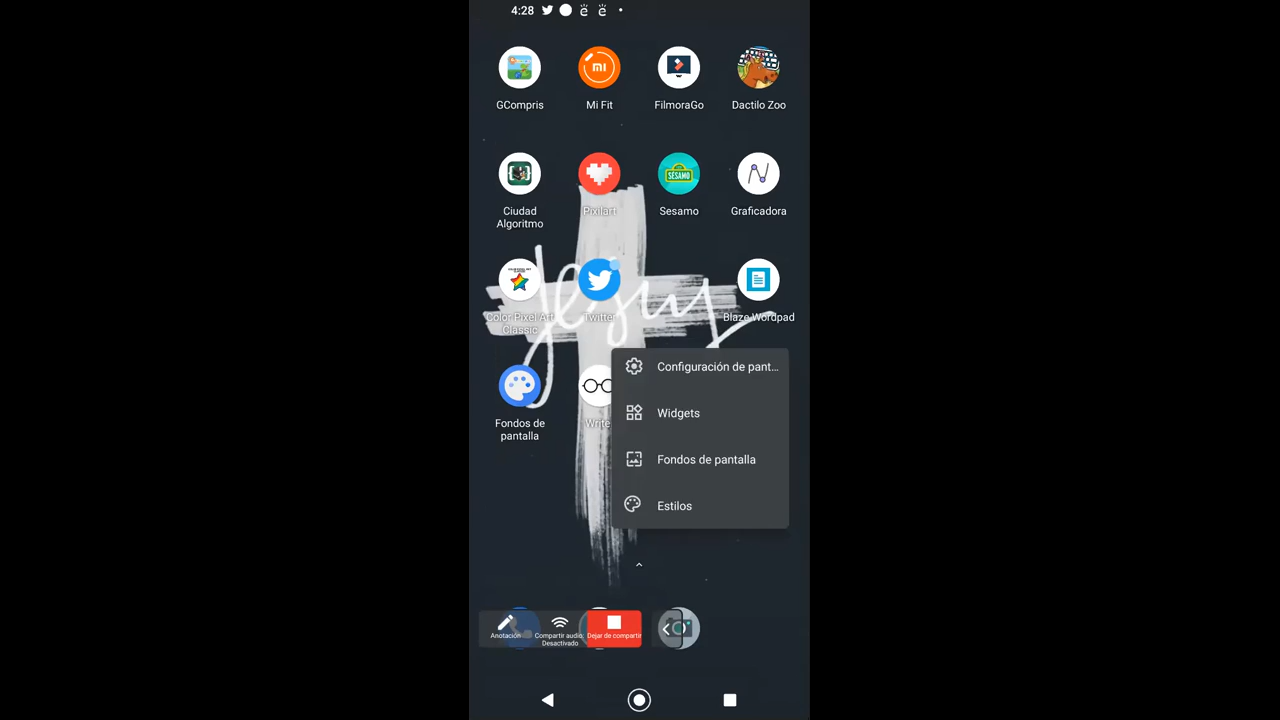 4:28
GCompris
Mi Fit
FilmoraGo
Dactilo Zoo
SÉSAMO
Ciudad
Algoritmo
Pixilart
Sesamo
Graficadora
jesus
Color Pixel Art
Classic
Twitter
Blaze Wordpad
Configuración de pant...
Widgets
Fondos de pantalla
Estilos
Fondos de
pantalla
Write
Anotación
Compartir audio:
Desactivado
Dejar de compartir